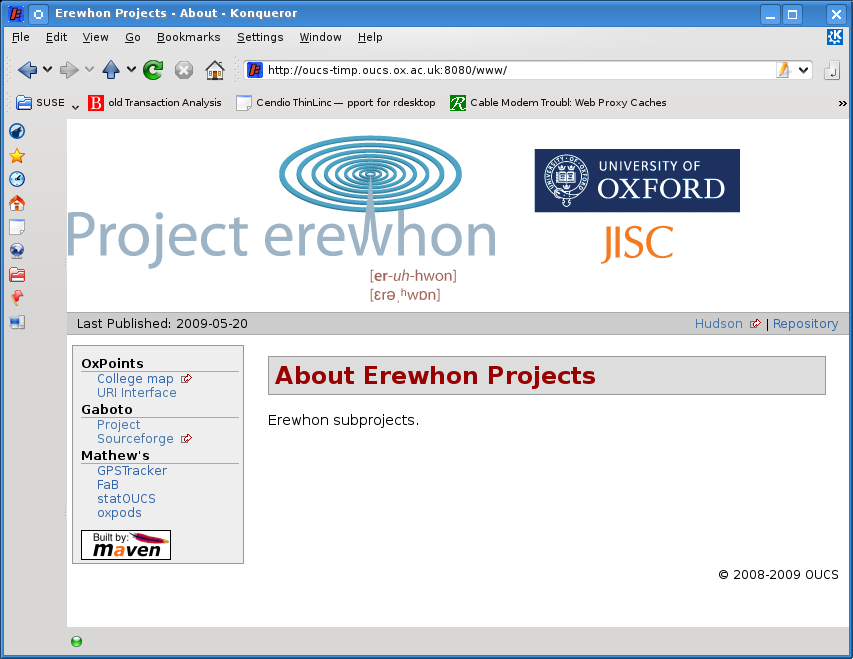 Erewhon Projects - About - Konqueror
File Edit View Go Bookmarks Settings Window Help
http://oucs-timp.oucs.ox.ac.uk:8080/www/
SUSE old Transaction Analysis Cendio ThinLinc — pport for rdesktop Cable Modem Troubl: Web Proxy Caches »
Project erewhon
[er-uh-hwon]
[ɛrə,ʰwɒn]
UNIVERSITY OF
OXFORD
JISC
Last Published: 2009-05-20 Hudson | Repository
OxPoints
College map
URI Interface
Gaboto
Project
Sourceforge
Mathew's
GPSTracker
FaB
statOUCS
oxpods
Built by:
maven
About Erewhon Projects
Erewhon subprojects.
© 2008-2009 OUCS